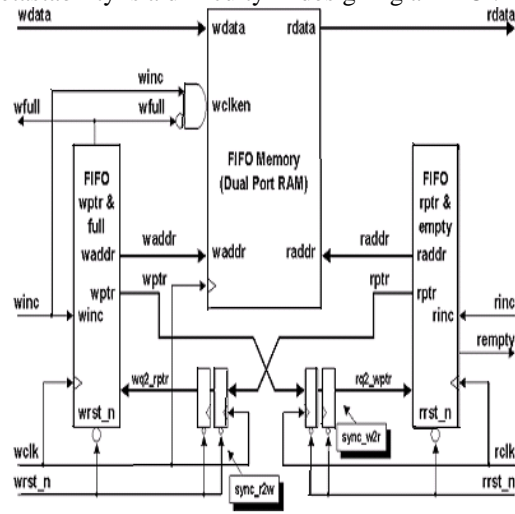 wdata
rdata
wdata
rdata
winc
wfull
wfull
wclken
FIFO Memory
(Dual Port RAM)
FIFO
wptr &
full
FIFO
rptr &
empty
waddr
waddr
waddr
raddr
raddr
raddr
wptr
wptr
rptr
rptr
winc
winc
rinc
rinc
rempty
wq2_rptr
rq2_wptr
wrst_n
rrst_n
sync_w2r
wclk
rclk
wrst_n
rrst_n
sync_r2w